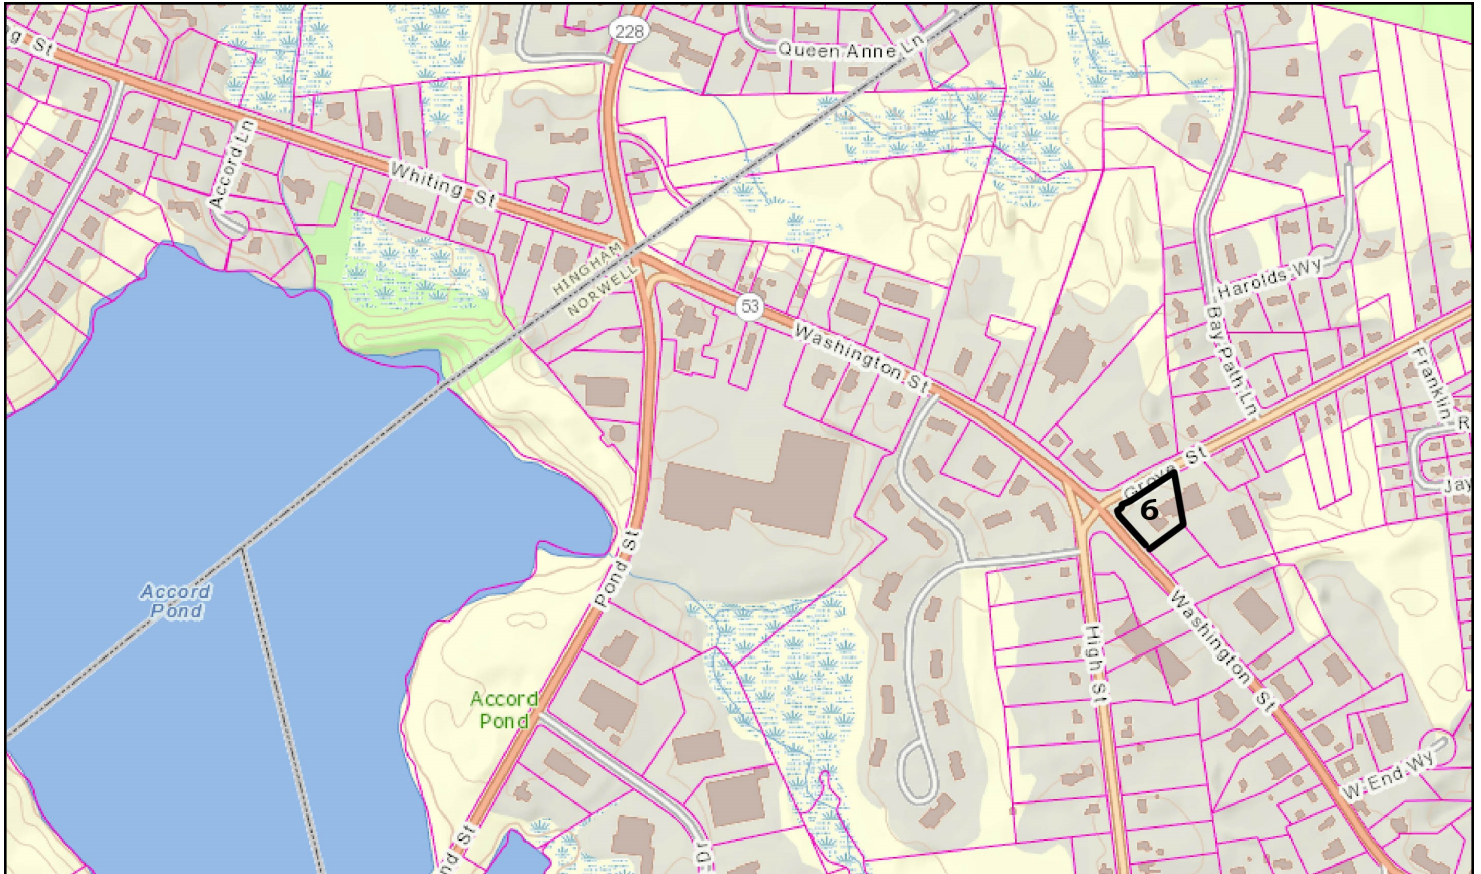 g St
228
Queen Anne Ln
Accord Ln
Whiting St
HINGHAM
NORWELL
53
Washington St
Harolds Wy
Bay Path Ln
Franklin
R
Jay
Grove St
6
Pond St
Accord
Pond
Washington St
High St
Accord
Pond
W End Wy
nd St
Dr